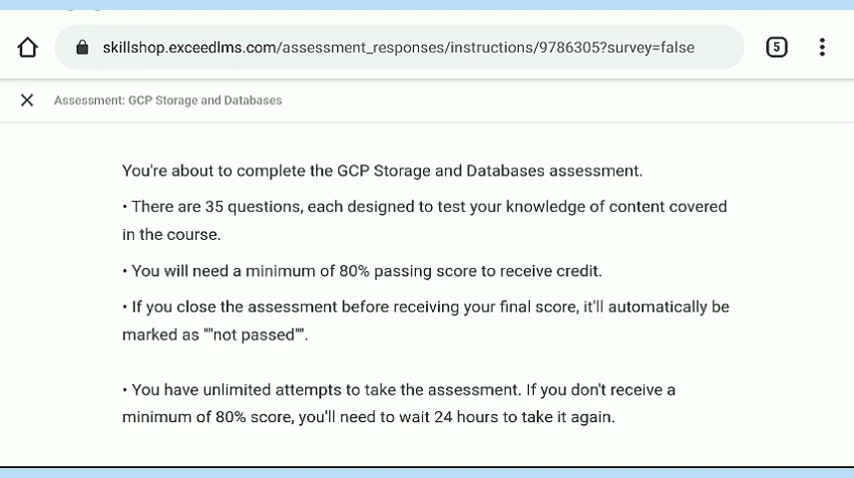 skillshop.exceedlms.com/assessment_responses/instructions/9786305?survey=false
5
Assessment: GCP Storage and Databases
You're about to complete the GCP Storage and Databases assessment.
• There are 35 questions, each designed to test your knowledge of content covered
in the course.
• You will need a minimum of 80% passing score to receive credit.
• If you close the assessment before receiving your final score, it'll automatically be
marked as ""not passed"".
• You have unlimited attempts to take the assessment. If you don't receive a
minimum of 80% score, you'll need to wait 24 hours to take it again.